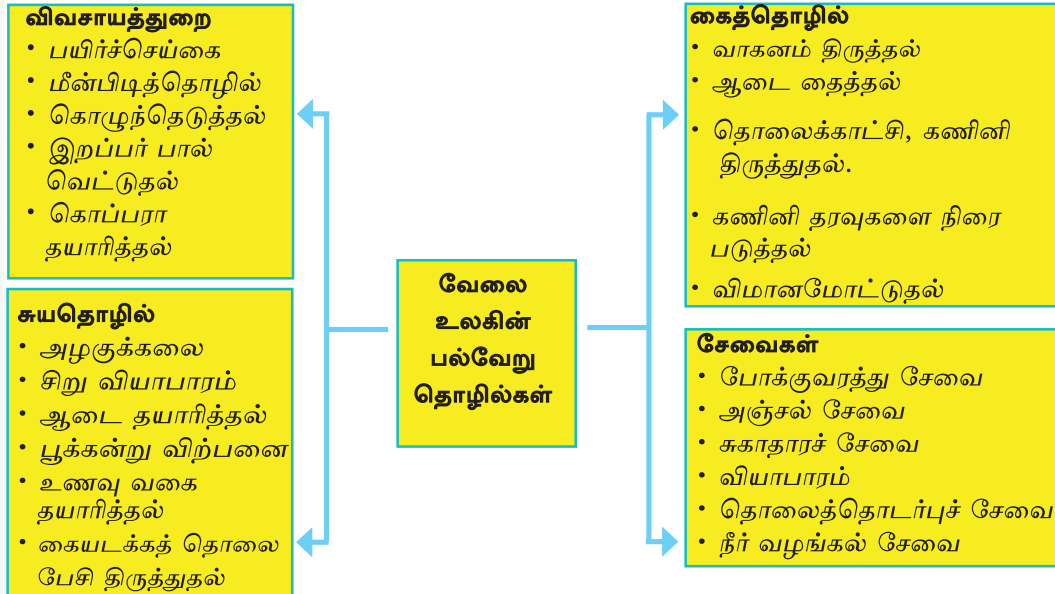 விவசாயத்துறை
• பயிர்ச்செய்கை
• மீன்பிடித்தொழில்
• கொழுந்தெடுத்தல்
• இறப்பர் பால்
வெட்டுதல்
• கொப்பரா
தயாரித்தல்
சுயதொழில்
• அழகுக்கலை
• சிறு வியாபாரம்
• ஆடை தயாரித்தல்
• பூக்கன்று விற்பனை
• உணவு வகை
தயாரித்தல்
• கையடக்கத் தொலை
பேசி திருத்துதல்
வேலை
உலகின்
பல்வேறு
தொழில்கள்
கைத்தொழில்
• வாகனம் திருத்தல்
• ஆடை தைத்தல்
• தொலைக்காட்சி, கணினி
திருத்துதல்.
• கணினி தரவுகளை நிரை
படுத்தல்
• விமானமோட்டுதல்
சேவைகள்
• போக்குவரத்து சேவை
• அஞ்சல் சேவை
• சுகாதாரச் சேவை
• வியாபாரம்
• தொலைத்தொடர்புச் சேவை
• நீர் வழங்கல் சேவை